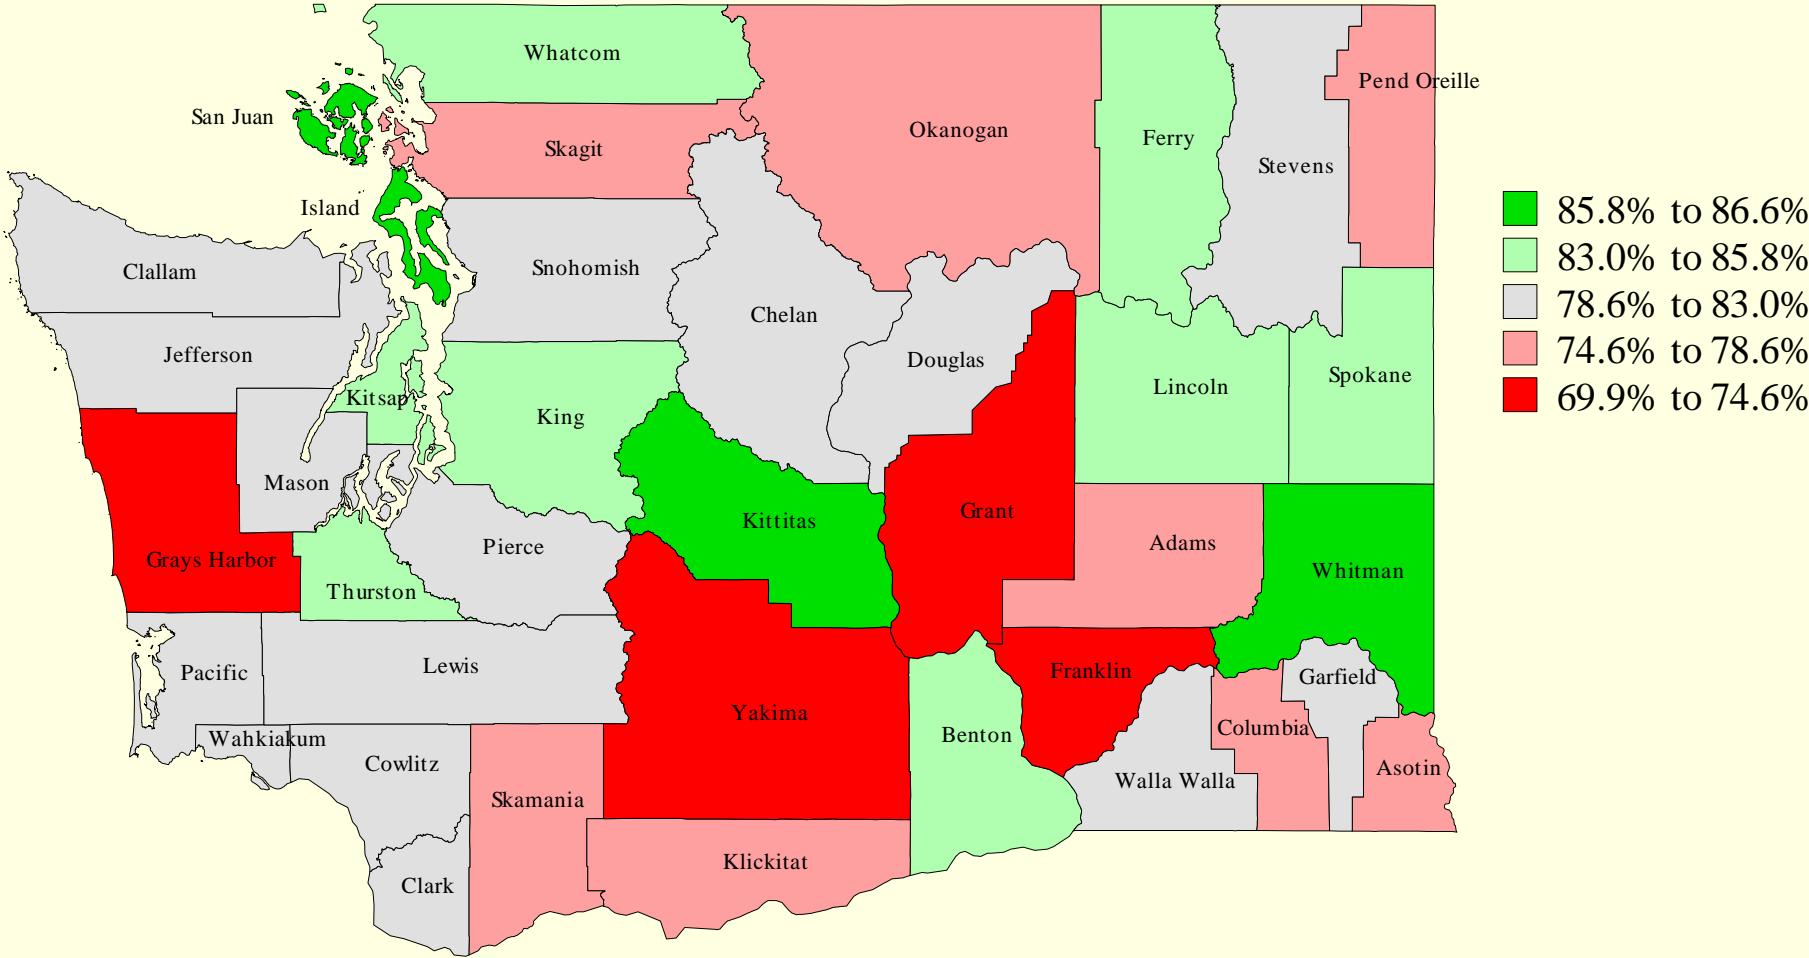 Whatcom
Pend Oreille
San Juan
Okanogan
Ferry
Skagit
Stevens
Island
85.8% to 86.6%
83.0% to 85.8%
78.6% to 83.0%
74.6% to 78.6%
69.9% to 74.6%
Clallam
Snohomish
Chelan
Jefferson
Douglas
Spokane
Lincoln
Kitsap
King
Mason
Grant
Kittitas
Adams
Pierce
Grays Harbor
Whitman
Thurston
Lewis
Pacific
Franklin
Garfield
Yakima
Columbia
Benton
Wahkiakum
Cowlitz
Asotin
Walla Walla
Skamania
Klickitat
Clark